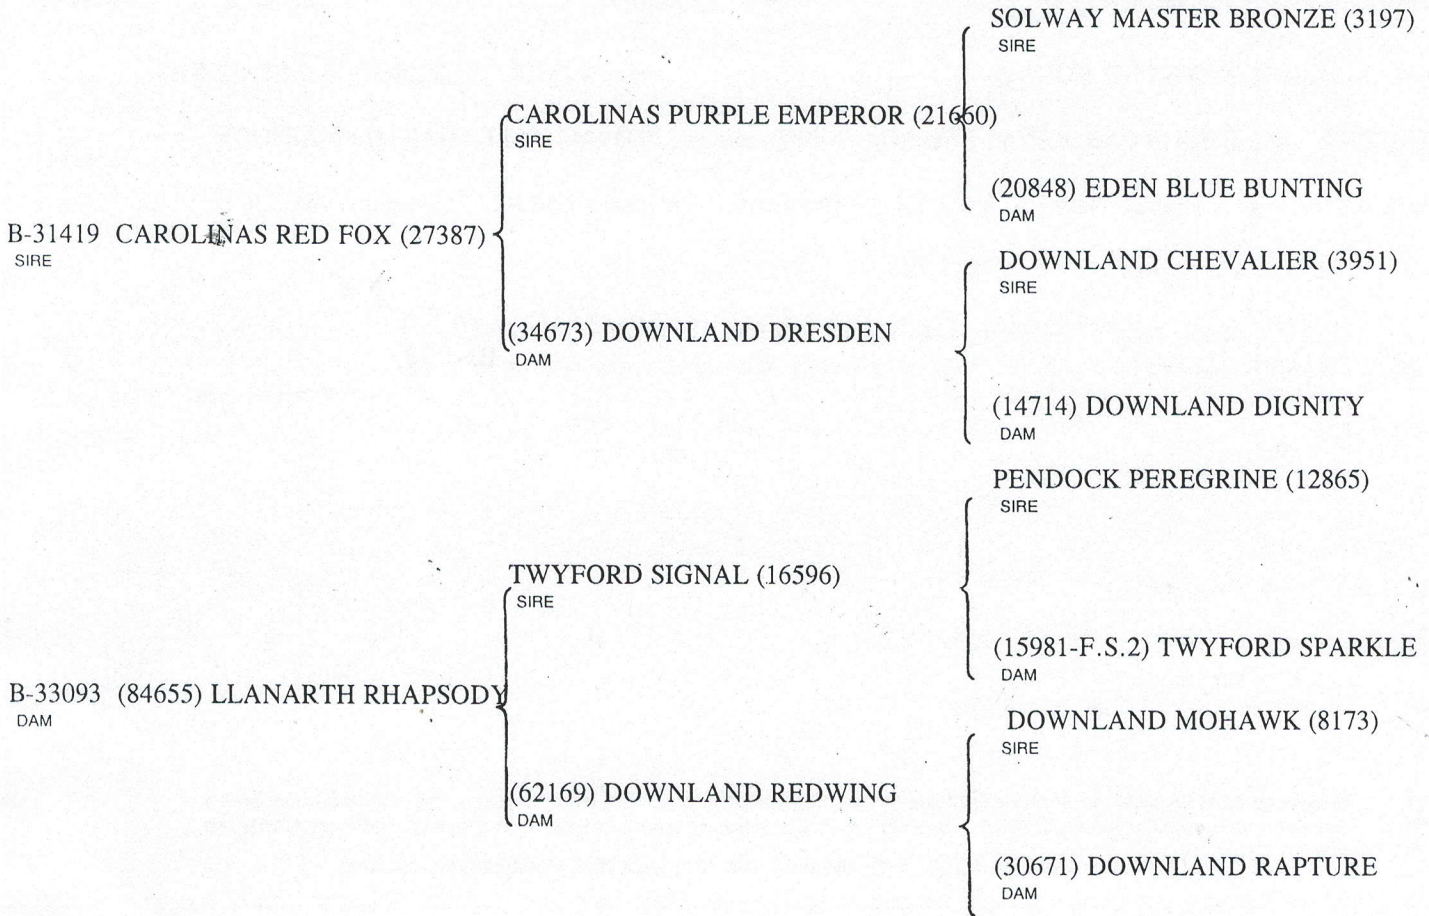 SOLWAY MASTER BRONZE (3197)
SIRE
CAROLINAS PURPLE EMPEROR (21660)
SIRE
(20848) EDEN BLUE BUNTING
DAM
B-31419 CAROLINAS RED FOX (27387)
SIRE
DOWNLAND CHEVALIER (3951)
SIRE
(34673) DOWNLAND DRESDEN
DAM
(14714) DOWNLAND DIGNITY
DAM
PENDOCK PEREGRINE (12865)
SIRE
TWYFORD SIGNAL (16596)
SIRE
(15981-F.S.2) TWYFORD SPARKLE
DAM
B-33093 (84655) LLANARTH RHAPSODY
DAM
DOWNLAND MOHAWK (8173)
SIRE
(62169) DOWNLAND REDWING
DAM
(30671) DOWNLAND RAPTURE
DAM